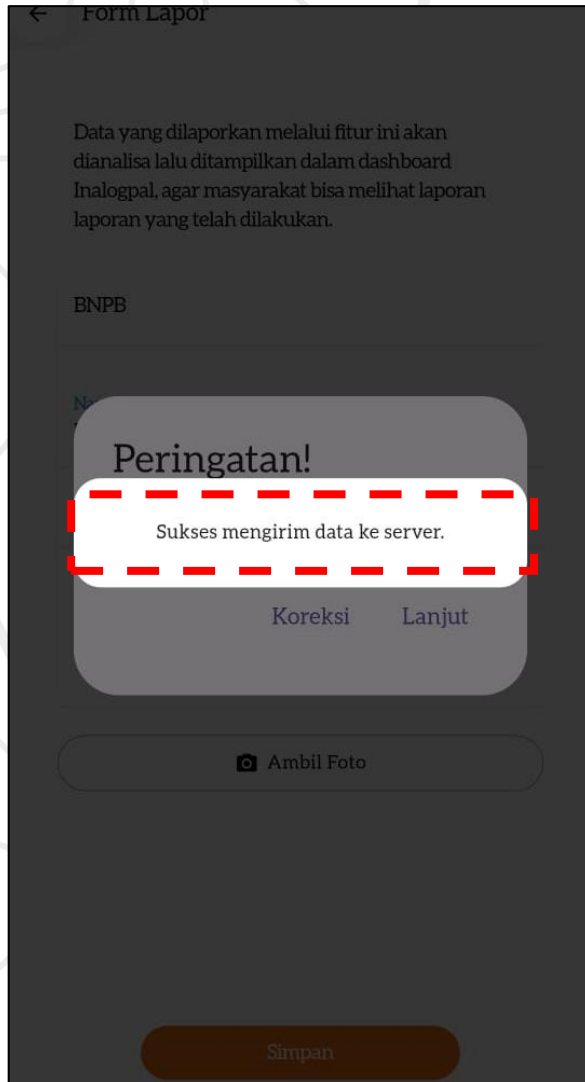 Form Lapor
Data yang dilaporkan melalui fitur ini akan
dianalisa lalu ditampilkan dalam dashboard
Inalogpal, agar masyarakat bisa melihat laporan
laporan yang telah dilakukan.
BNPB
Peringatan!
Sukses mengirim data ke server.
Koreksi Lanjut
Ambil Foto
Simpan